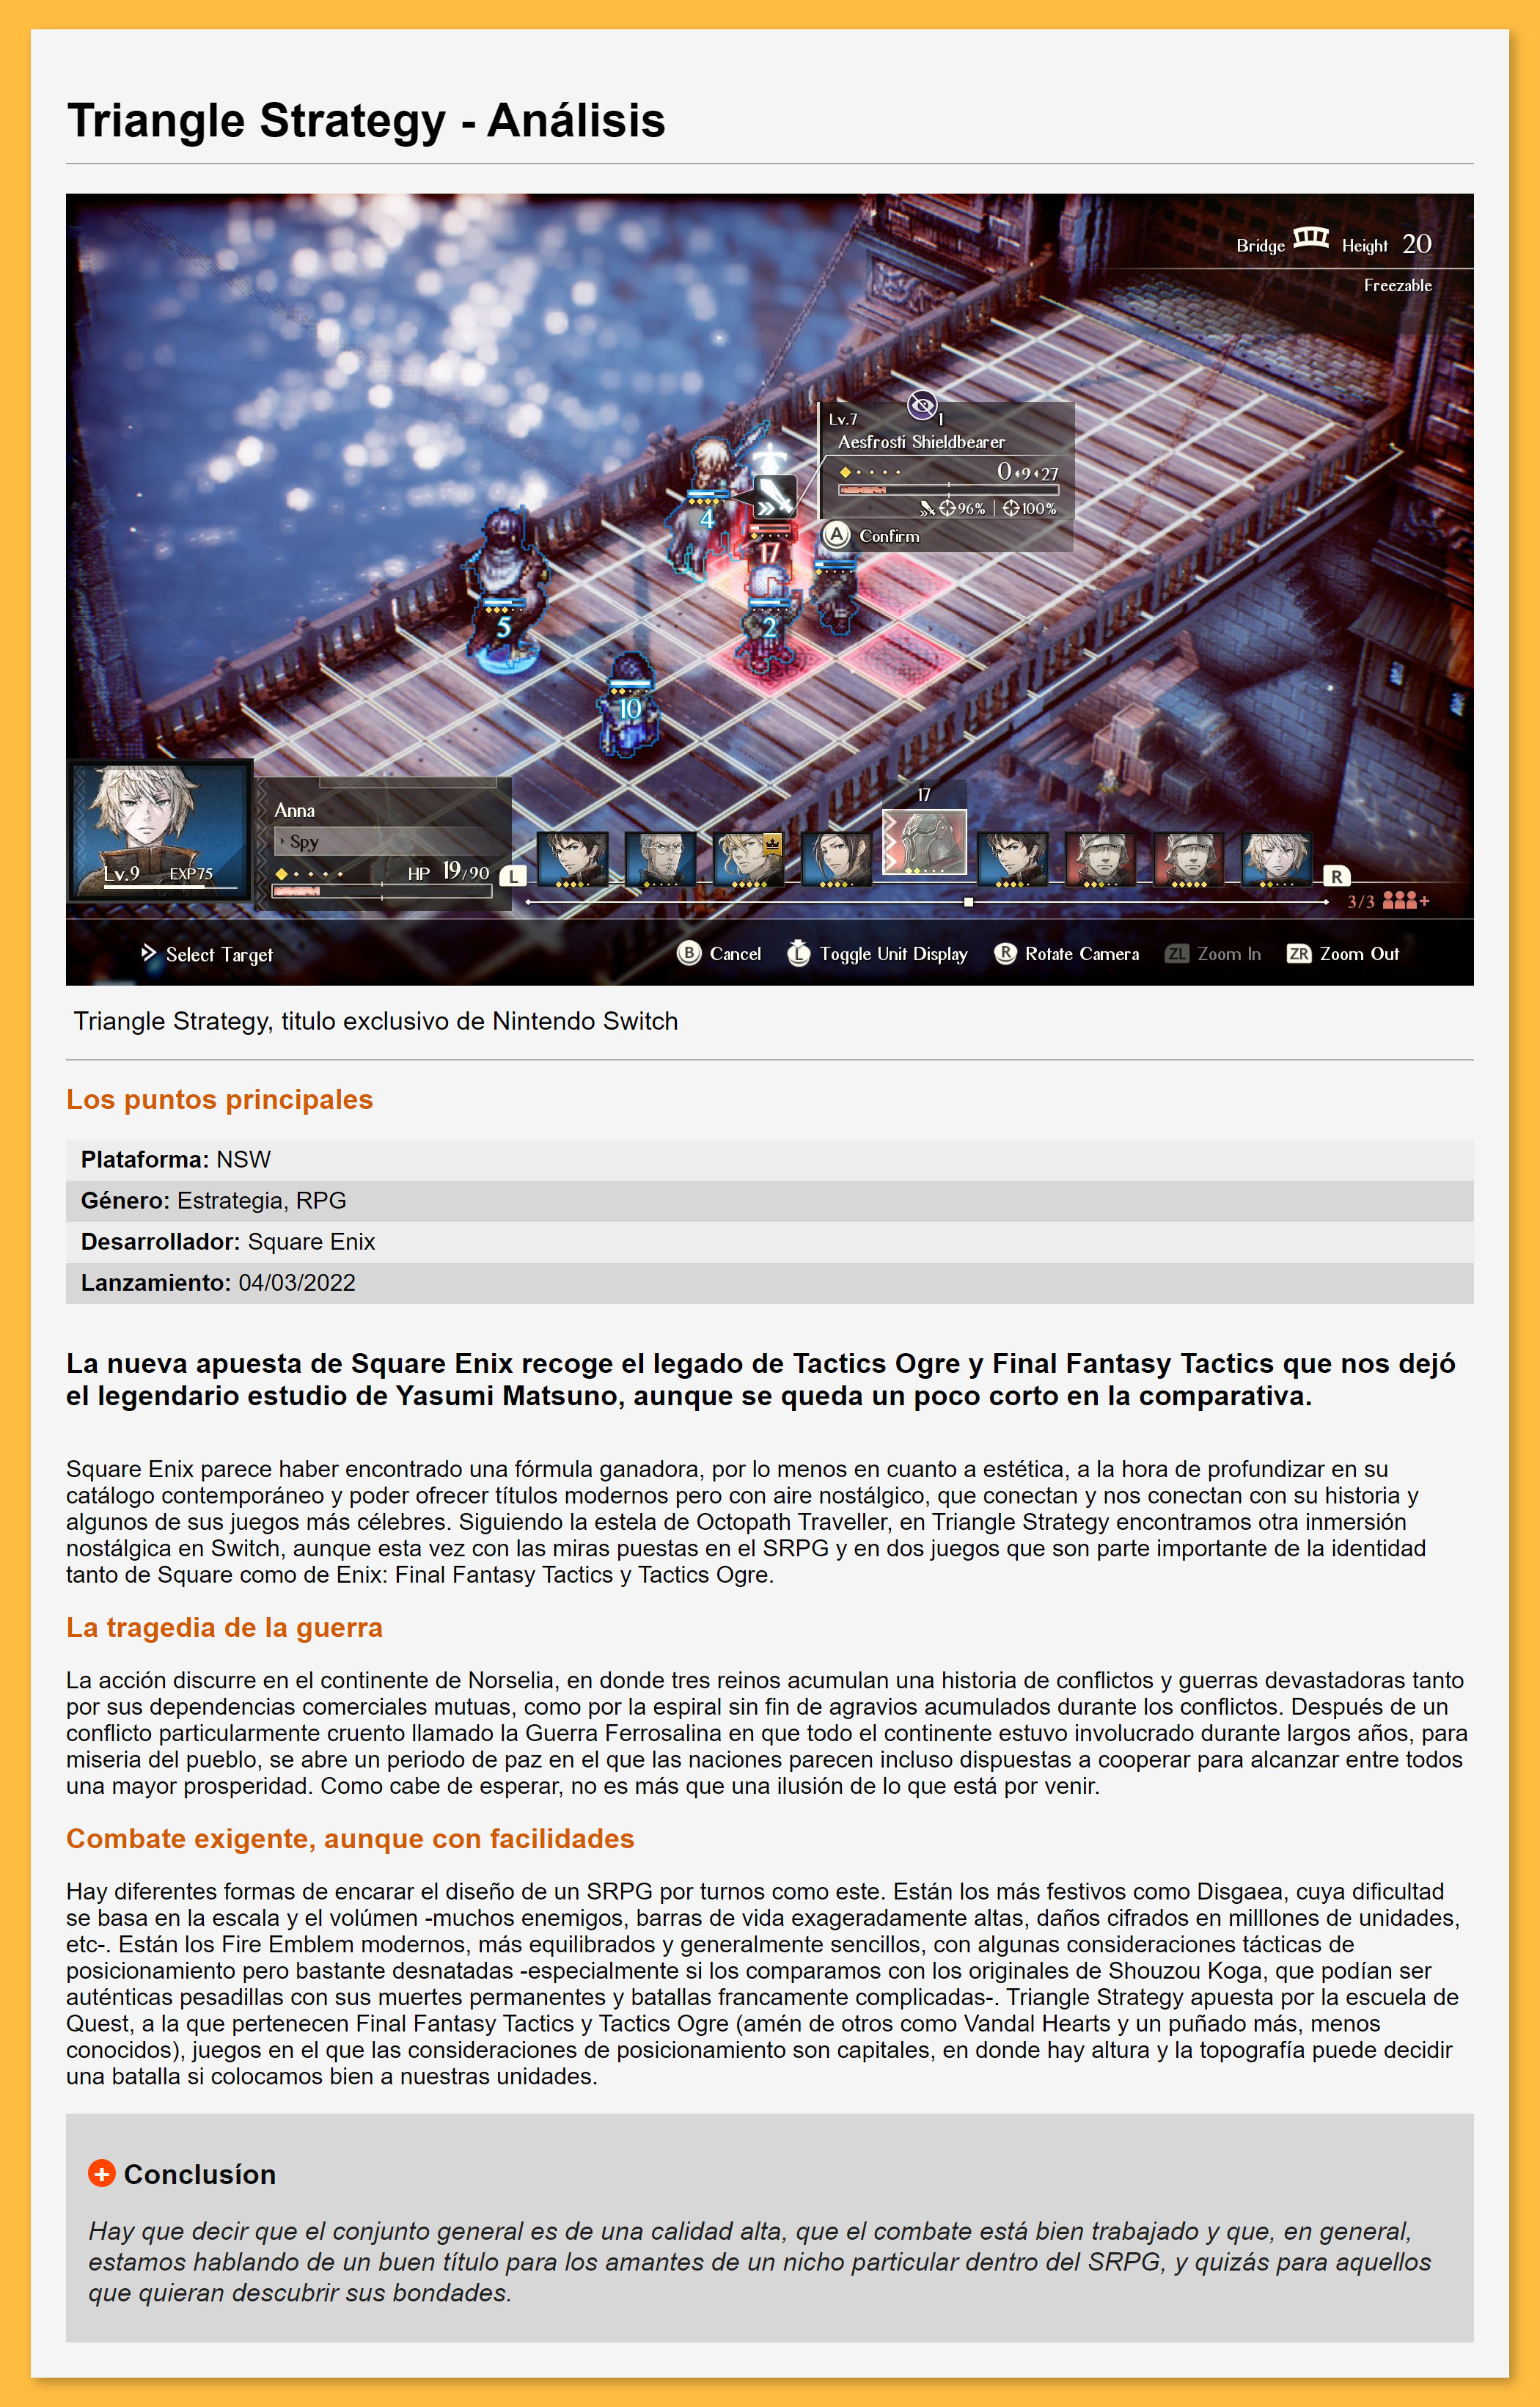 Triangle Strategy - Análisis
Bridge Height 20
Freezable
Lv.7 1
Aesfrosti Shieldbearer
0 9 27
96% | 100%
A Confirm
4
17
5
2
10
17
Anna
Spy
Lv.9 EXP75
HP 19/90
L
R
3/3
Select Target
B Cancel L Toggle Unit Display R Rotate Camera ZL Zoom In ZR Zoom Out
Triangle Strategy, titulo exclusivo de Nintendo Switch
Los puntos principales
Plataforma: NSW
Género: Estrategia, RPG
Desarrollador: Square Enix
Lanzamiento: 04/03/2022
La nueva apuesta de Square Enix recoge el legado de Tactics Ogre y Final Fantasy Tactics que nos dejó
el legendario estudio de Yasumi Matsuno, aunque se queda un poco corto en la comparativa.
Square Enix parece haber encontrado una fórmula ganadora, por lo menos en cuanto a estética, a la hora de profundizar en su
catálogo contemporáneo y poder ofrecer títulos modernos pero con aire nostálgico, que conectan y nos conectan con su historia y
algunos de sus juegos más célebres. Siguiendo la estela de Octopath Traveller, en Triangle Strategy encontramos otra inmersión
nostálgica en Switch, aunque esta vez con las miras puestas en el SRPG y en dos juegos que son parte importante de la identidad
tanto de Square como de Enix: Final Fantasy Tactics y Tactics Ogre.
La tragedia de la guerra
La acción discurre en el continente de Norselia, en donde tres reinos acumulan una historia de conflictos y guerras devastadoras tanto
por sus dependencias comerciales mutuas, como por la espiral sin fin de agravios acumulados durante los conflictos. Después de un
conflicto particularmente cruento llamado la Guerra Ferrosalina en que todo el continente estuvo involucrado durante largos años, para
miseria del pueblo, se abre un periodo de paz en el que las naciones parecen incluso dispuestas a cooperar para alcanzar entre todos
una mayor prosperidad. Como cabe de esperar, no es más que una ilusión de lo que está por venir.
Combate exigente, aunque con facilidades
Hay diferentes formas de encarar el diseño de un SRPG por turnos como este. Están los más festivos como Disgaea, cuya dificultad
se basa en la escala y el volúmen -muchos enemigos, barras de vida exageradamente altas, daños cifrados en milllones de unidades,
etc-. Están los Fire Emblem modernos, más equilibrados y generalmente sencillos, con algunas consideraciones tácticas de
posicionamiento pero bastante desnatadas -especialmente si los comparamos con los originales de Shouzou Koga, que podían ser
auténticas pesadillas con sus muertes permanentes y batallas francamente complicadas-. Triangle Strategy apuesta por la escuela de
Quest, a la que pertenecen Final Fantasy Tactics y Tactics Ogre (amén de otros como Vandal Hearts y un puñado más, menos
conocidos), juegos en el que las consideraciones de posicionamiento son capitales, en donde hay altura y la topografía puede decidir
una batalla si colocamos bien a nuestras unidades.
Conclusíon
Hay que decir que el conjunto general es de una calidad alta, que el combate está bien trabajado y que, en general,
estamos hablando de un buen título para los amantes de un nicho particular dentro del SRPG, y quizás para aquellos
que quieran descubrir sus bondades.